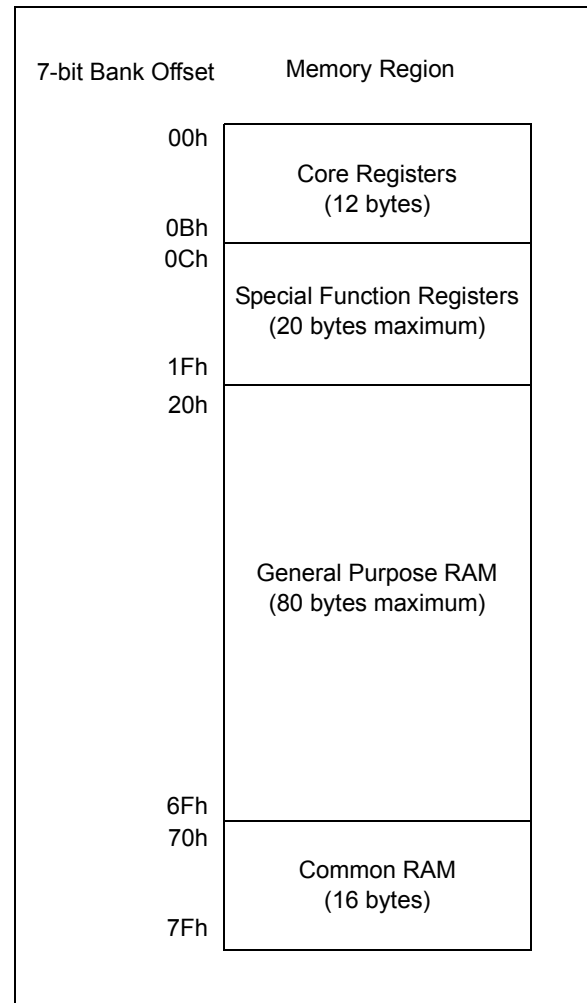 7-bit Bank Offset Memory Region
00h
Core Registers
(12 bytes)
0Bh
0Ch
Special Function Registers
(20 bytes maximum)
1Fh
20h
General Purpose RAM
(80 bytes maximum)
6Fh
70h
Common RAM
(16 bytes)
7Fh